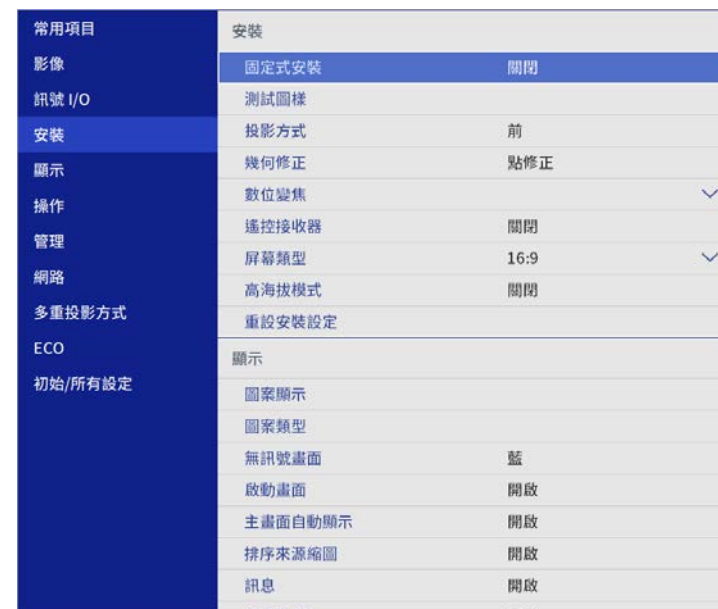 常用項目
影像
訊號 I/O
安裝
顯示
操作
管理
網路
多重投影方式
ECO
初始/所有設定
安裝
固定式安裝 關閉
測試圖樣
投影方式 前
幾何修正 點修正
數位變焦
遙控接收器 關閉
屏幕類型 16:9
高海拔模式 關閉
重設安裝設定
顯示
圖案顯示
圖案類型
無訊號畫面 藍
啟動畫面 開啟
主畫面自動顯示 開啟
排序來源縮圖 開啟
訊息 開啟